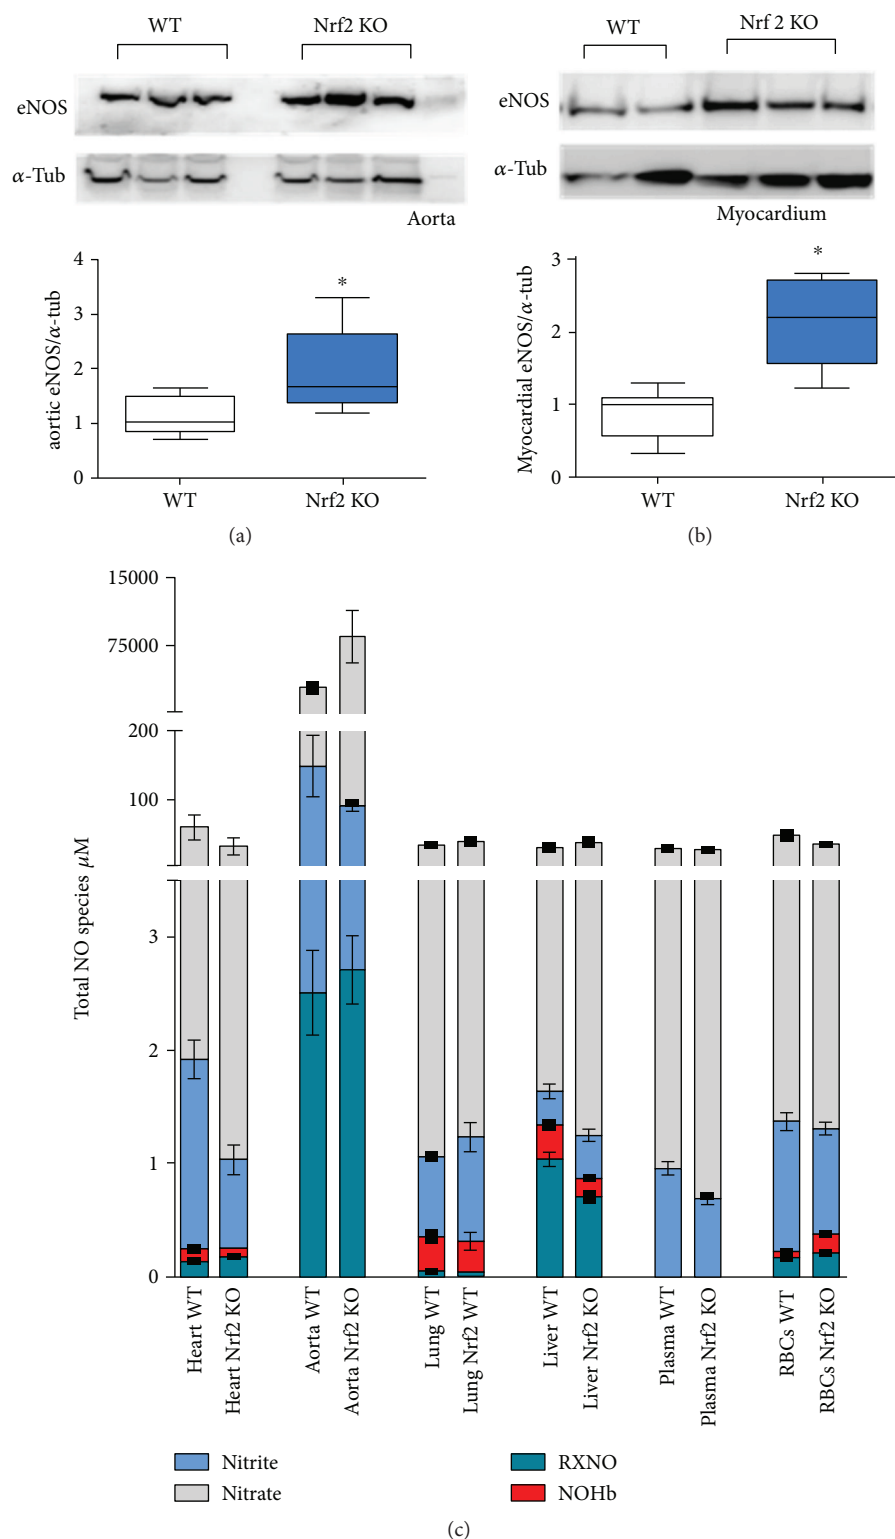 WT
Nrf2 KO
eNOS
α-Tub
Aorta
4
3
2
1
0
aortic eNOS/α-tub
*
WT
Nrf2 KO
(a)
WT
Nrf 2 KO
eNOS
α-Tub
Myocardium
3
2
1
0
Myocardial eNOS/α-tub
*
WT
Nrf2 KO
(b)
15000
75000
200
100
3
2
1
0
Total NO species μM
Heart WT
Heart Nrf2 KO
Aorta WT
Aorta Nrf2 KO
Lung WT
Lung Nrf2 WT
Liver WT
Liver Nrf2 KO
Plasma WT
Plasma Nrf2 KO
RBCs WT
RBCs Nrf2 KO
Nitrite
Nitrate
RXNO
NOHb
(c)